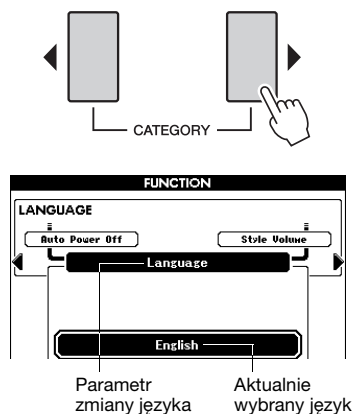 CATEGORY
FUNCTION
LANGUAGE
Auto Power Off
Style Volume
Language
English
Parametr
zmiany języka
Aktualnie
wybrany język